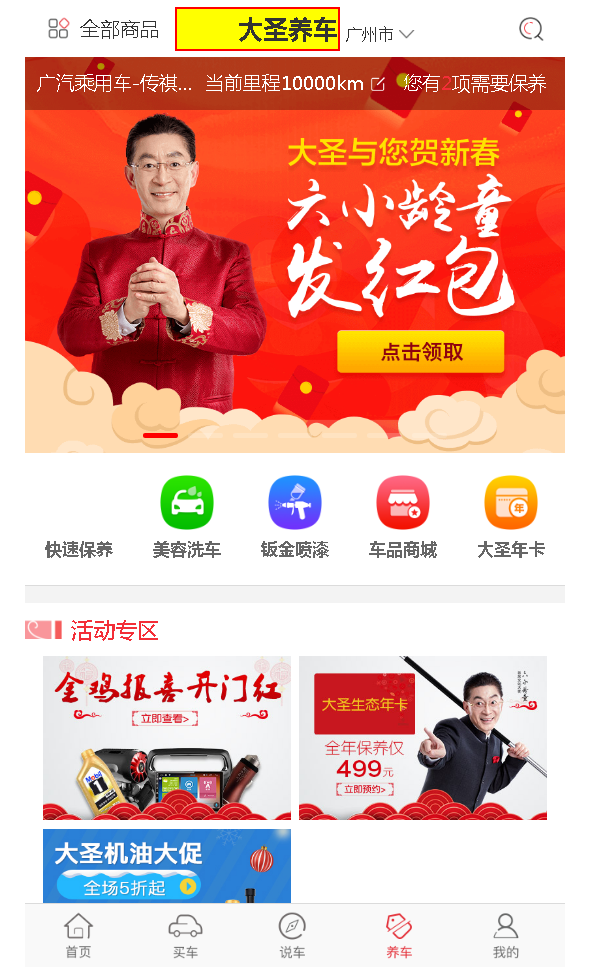 全部商品 大圣养车 广州市
广汽乘用车-传祺... 当前里程10000km 您有2项需要保养
大圣与您贺新春
六小龄童
发红包
点击领取
快速保养 美容洗车 钣金喷漆 车品商城 大圣年卡
年
活动专区
金鸡报喜开门红
立即查看>
Mobil
1
大圣生态年卡
六小龄童
全年保养仅
499元
立即预约>
大圣机油大促
全场5折起
首页 买车 说车 养车 我的